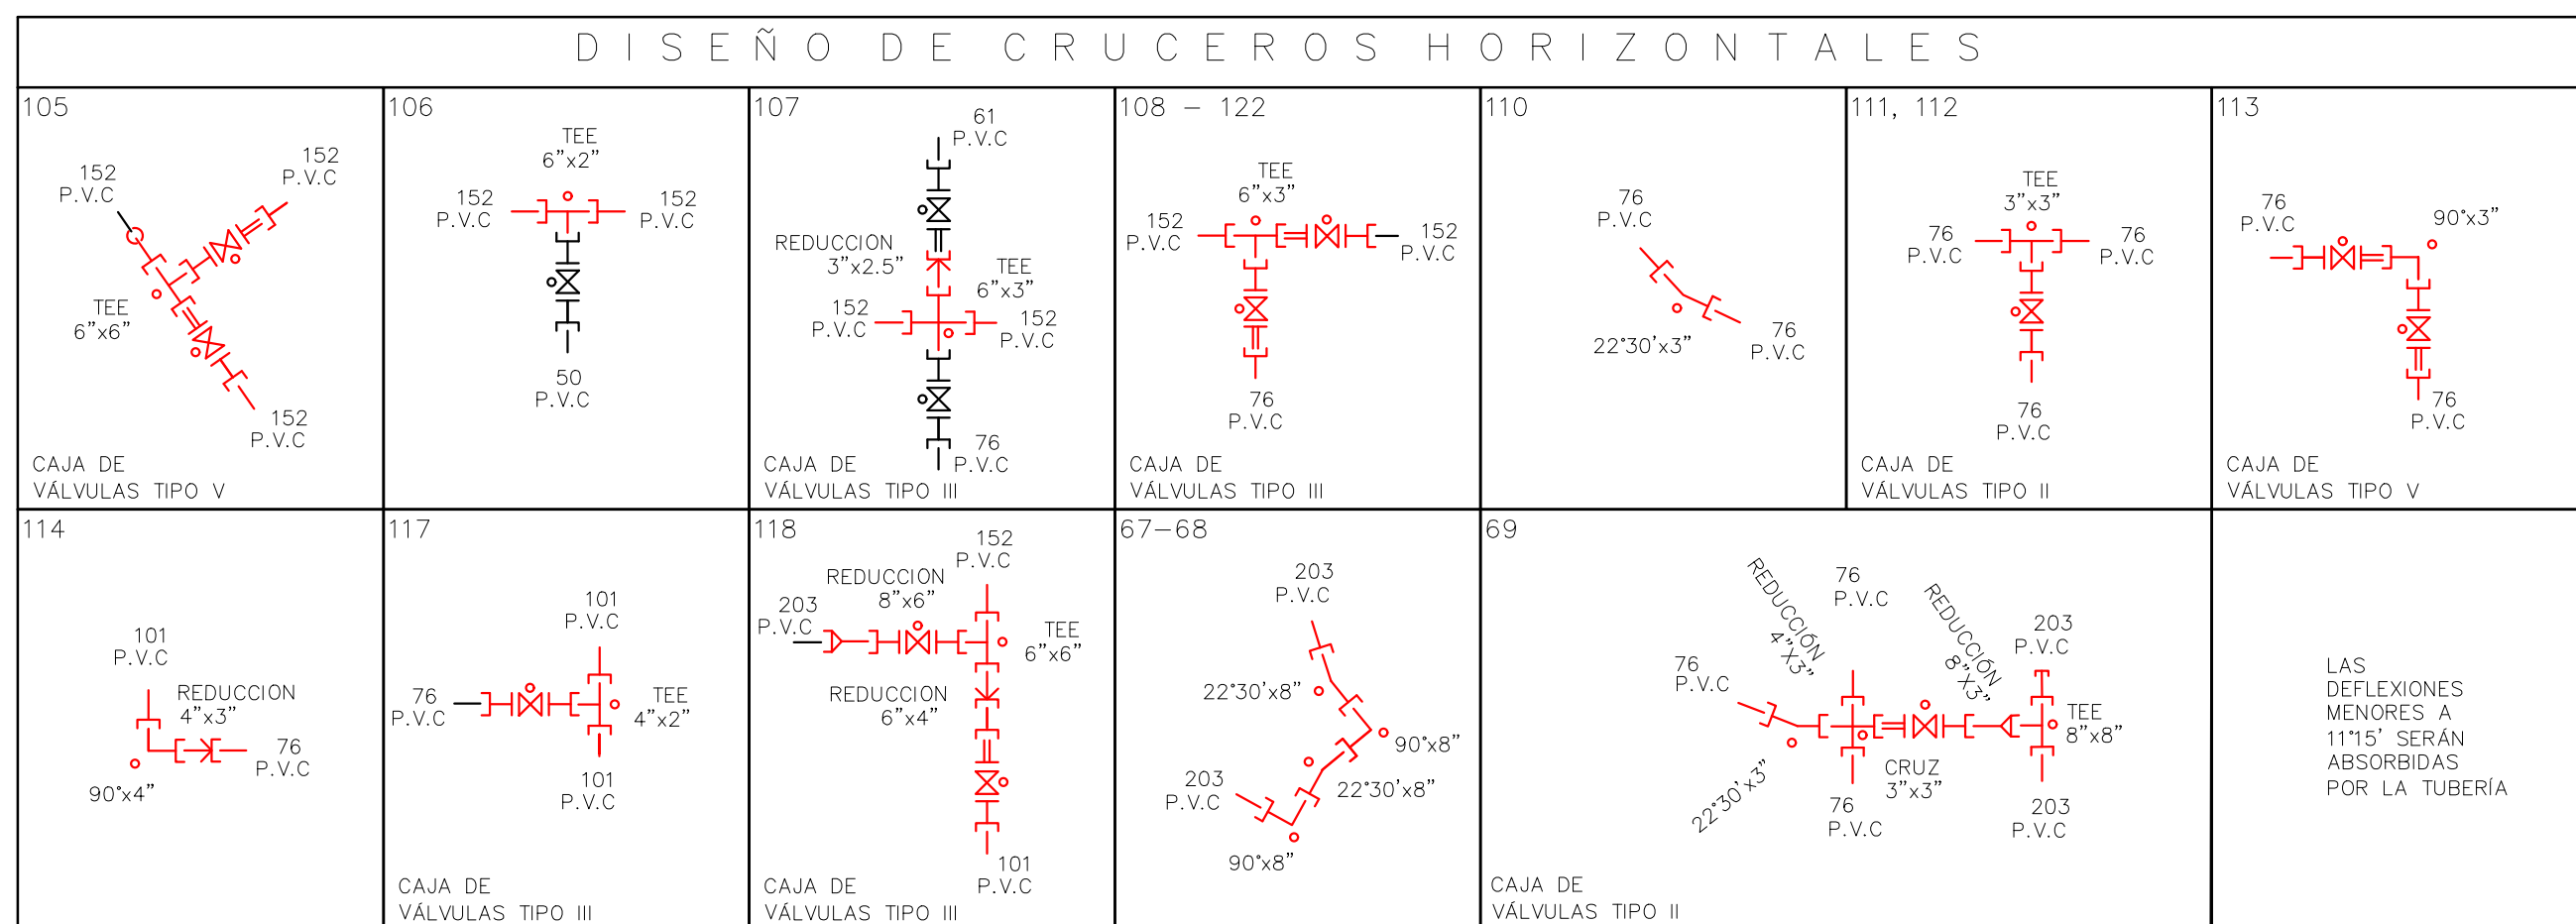 DISEÑO DE CRUCEROS HORIZONTALES
105
152
P.V.C
152
P.V.C
TEE
6"x6"
152
P.V.C
CAJA DE
VÁLVULAS TIPO V
106
TEE
6"x2"
152
P.V.C
152
P.V.C
50
P.V.C
107
61
P.V.C
REDUCCIÓN
3"x2.5"
TEE
6"x3"
152
P.V.C
152
P.V.C
76
P.V.C
CAJA DE
VÁLVULAS TIPO III
108 - 122
TEE
6"x3"
152
P.V.C
152
P.V.C
76
P.V.C
CAJA DE
VÁLVULAS TIPO III
110
76
P.V.C
22°30'x3"
76
P.V.C
111, 112
TEE
3"x3"
76
P.V.C
76
P.V.C
76
P.V.C
CAJA DE
VÁLVULAS TIPO II
113
76
P.V.C
90°x3"
76
P.V.C
CAJA DE
VÁLVULAS TIPO V
114
101
P.V.C
REDUCCION
4"x3"
76
P.V.C
90°x4"
117
101
P.V.C
76
P.V.C
TEE
4"x2"
101
P.V.C
CAJA DE
VÁLVULAS TIPO III
118
152
P.V.C
REDUCCION
8"x6"
203
P.V.C
TEE
6"x6"
REDUCCION
6"x4"
101
P.V.C
CAJA DE
VÁLVULAS TIPO III
67-68
203
P.V.C
22°30'x8"
90°x8"
203
P.V.C
22°30'x8"
90°x8"
69
REDUCCIÓN
4"X3"
76
P.V.C
REDUCCIÓN
8"X3"
203
P.V.C
76
P.V.C
TEE
8"x8"
CRUZ
3"x3"
22°30'x3"
76
P.V.C
203
P.V.C
CAJA DE
VÁLVULAS TIPO II
LAS
DEFLEXIONES
MENORES A
11°15' SERÁN
ABSORBIDAS
POR LA TUBERÍA